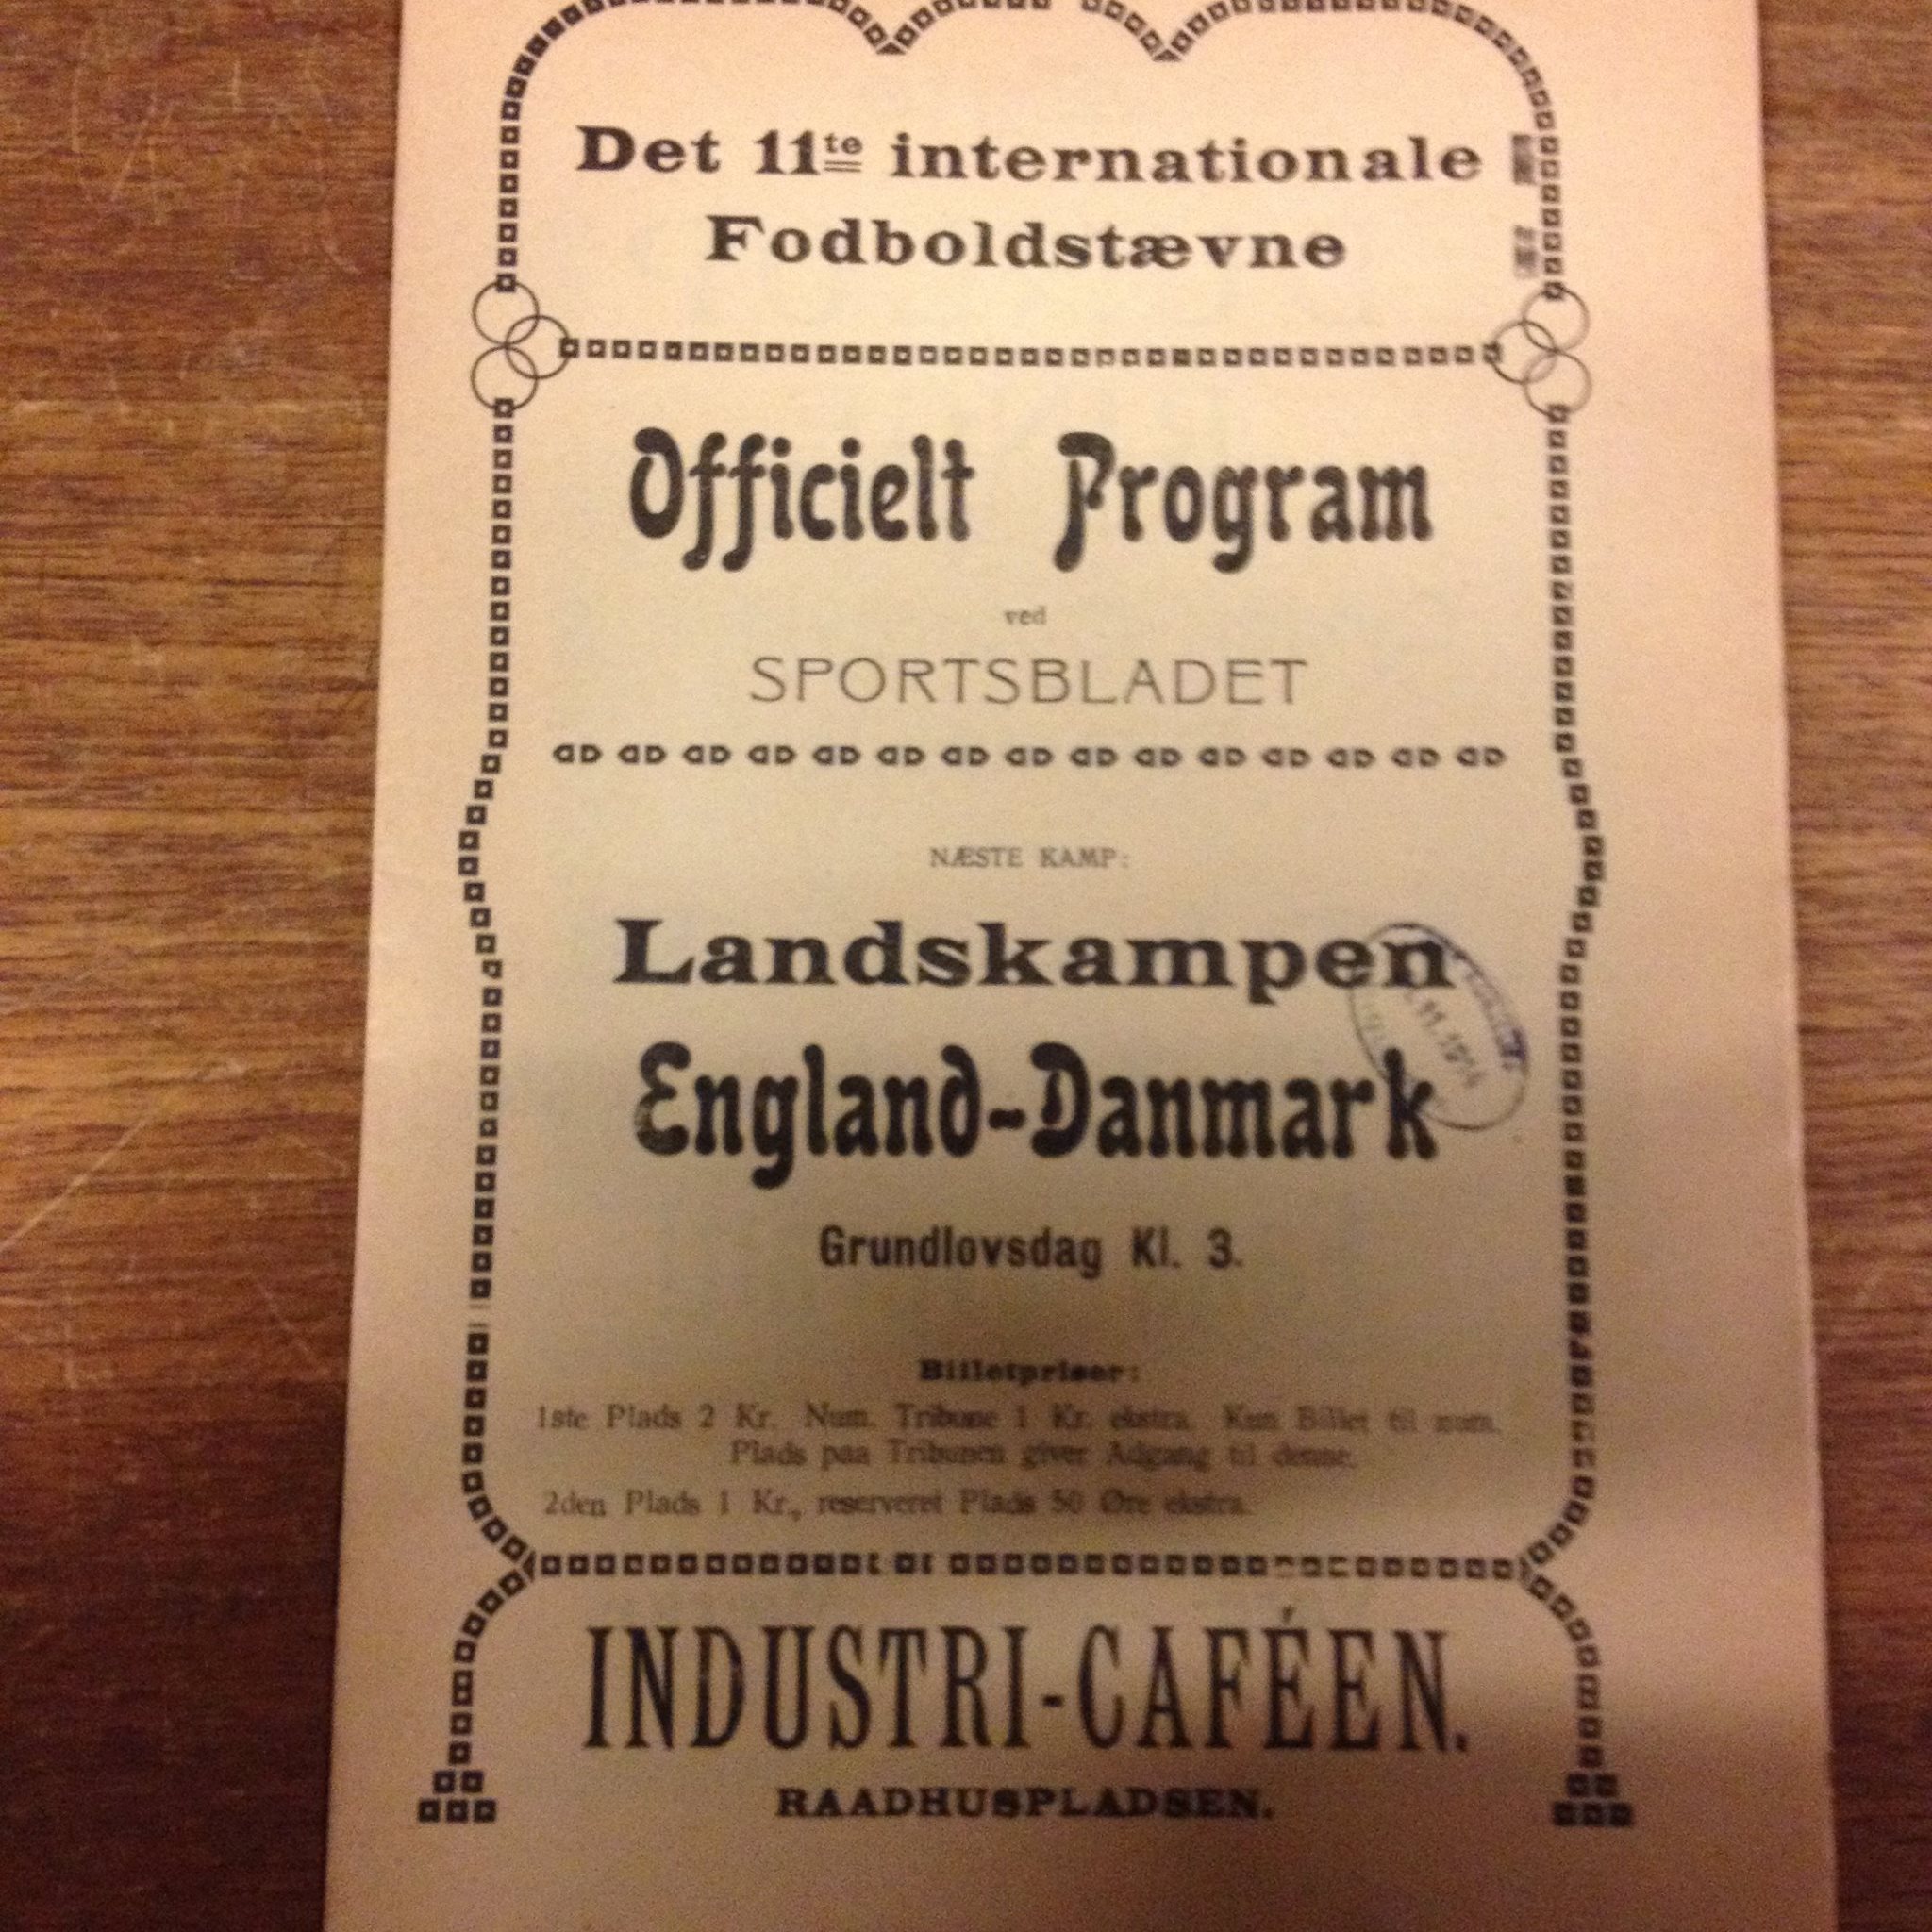 Det 11te internationale
Fodboldstævne
Officielt Program
ved
SPORTSBLADET
NÆSTE KAMP:
Landskampen
England-Danmark
Grundlovsdag Kl. 3.
Billetpriser:
1ste Plads 2 Kr. Num. Tribune 1 Kr. ekstra. Kun Billet til num.
Plads paa Tribunen giver Adgang til denne.
2den Plads 1 Kr., reserveret Plads 50 Øre ekstra.
INDUSTRI-CAFÉEN.
RAADHUSPLADSEN.